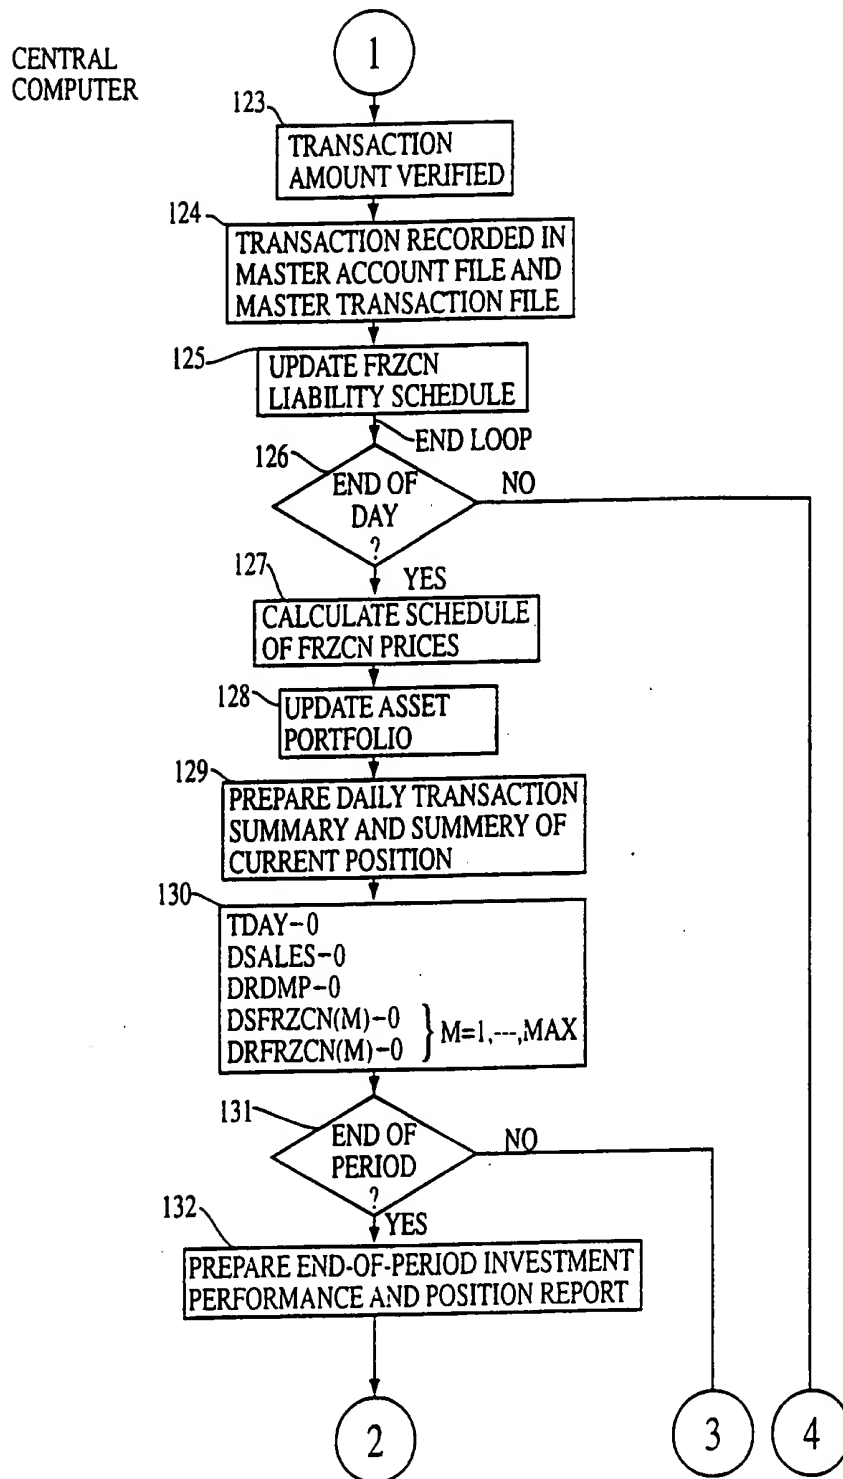 CENTRAL
COMPUTER
1
123
TRANSACTION
AMOUNT VERIFIED
124
TRANSACTION RECORDED IN
MASTER ACCOUNT FILE AND
MASTER TRANSACTION FILE
125
UPDATE FRZCN
LIABILITY SCHEDULE
END LOOP
126
END OF
DAY
?
NO
YES
127
CALCULATE SCHEDULE
OF FRZCN PRICES
128
UPDATE ASSET
PORTFOLIO
129
PREPARE DAILY TRANSACTION
SUMMARY AND SUMMERY OF
CURRENT POSITION
130
TDAY-0
DSALES-0
DRDMP-0
DSFRZCN(M)-0
DRFRZCN(M)-0
} M=1,---,MAX
131
END OF
PERIOD
?
NO
YES
132
PREPARE END-OF-PERIOD INVESTMENT
PERFORMANCE AND POSITION REPORT
2
3
4